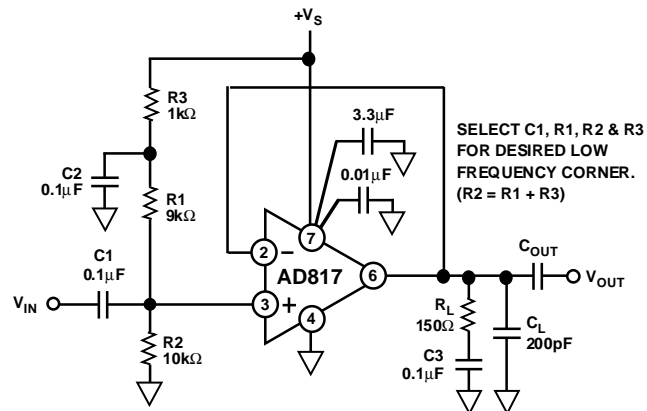 +VS
R3
1kΩ
3.3µF
SELECT C1, R1, R2 & R3
FOR DESIRED LOW
FREQUENCY CORNER.
(R2 = R1 + R3)
C2
0.1µF
0.01µF
R1
9kΩ
C1
0.1µF
2
–
7
AD817
6
COUT
VOUT
VIN
3
+
4
RL
150Ω
CL
200pF
R2
10kΩ
C3
0.1µF